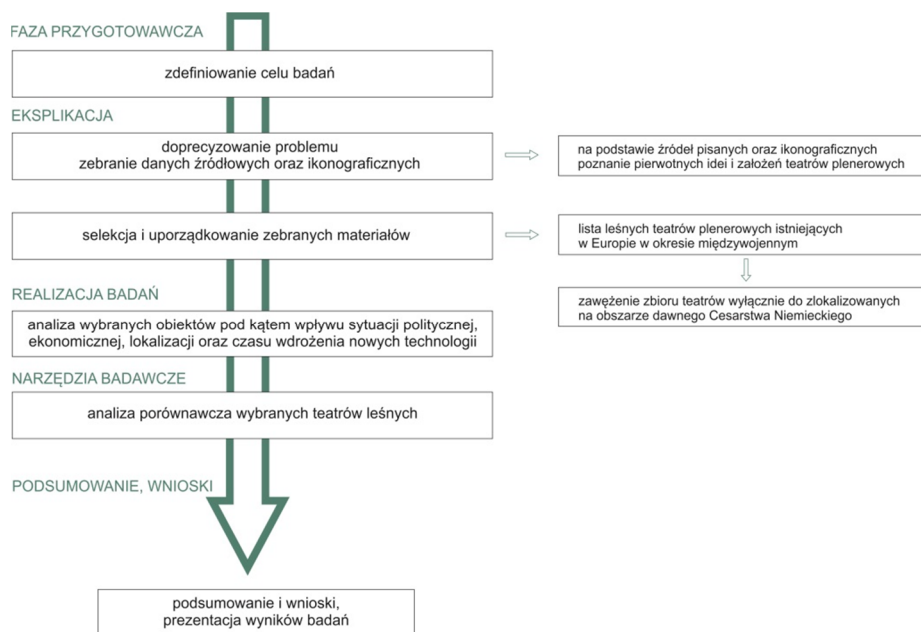 FAZA PRZYGOTOWAWCZA
zdefiniowanie celu badań
EKSPLIKACJA
doprecyzowanie problemu
zebranie danych źródłowych oraz ikonograficznych
na podstawie źródeł pisanych oraz ikonograficznych
poznanie pierwotnych idei i założeń teatrów plenerowych
selekcja i uporządkowanie zebranych materiałów
lista leśnych teatrów plenerowych istniejących
w Europie w okresie międzywojennym
zawężenie zbioru teatrów wyłącznie do zlokalizowanych
na obszarze dawnego Cesarstwa Niemieckiego
REALIZACJA BADAŃ
analiza wybranych obiektów pod kątem wpływu sytuacji politycznej,
ekonomicznej, lokalizacji oraz czasu wdrożenia nowych technologii
NARZĘDZIA BADAWCZE
analiza porównawcza wybranych teatrów leśnych
PODSUMOWANIE, WNIOSKI
podsumowanie i wnioski,
prezentacja wyników badań